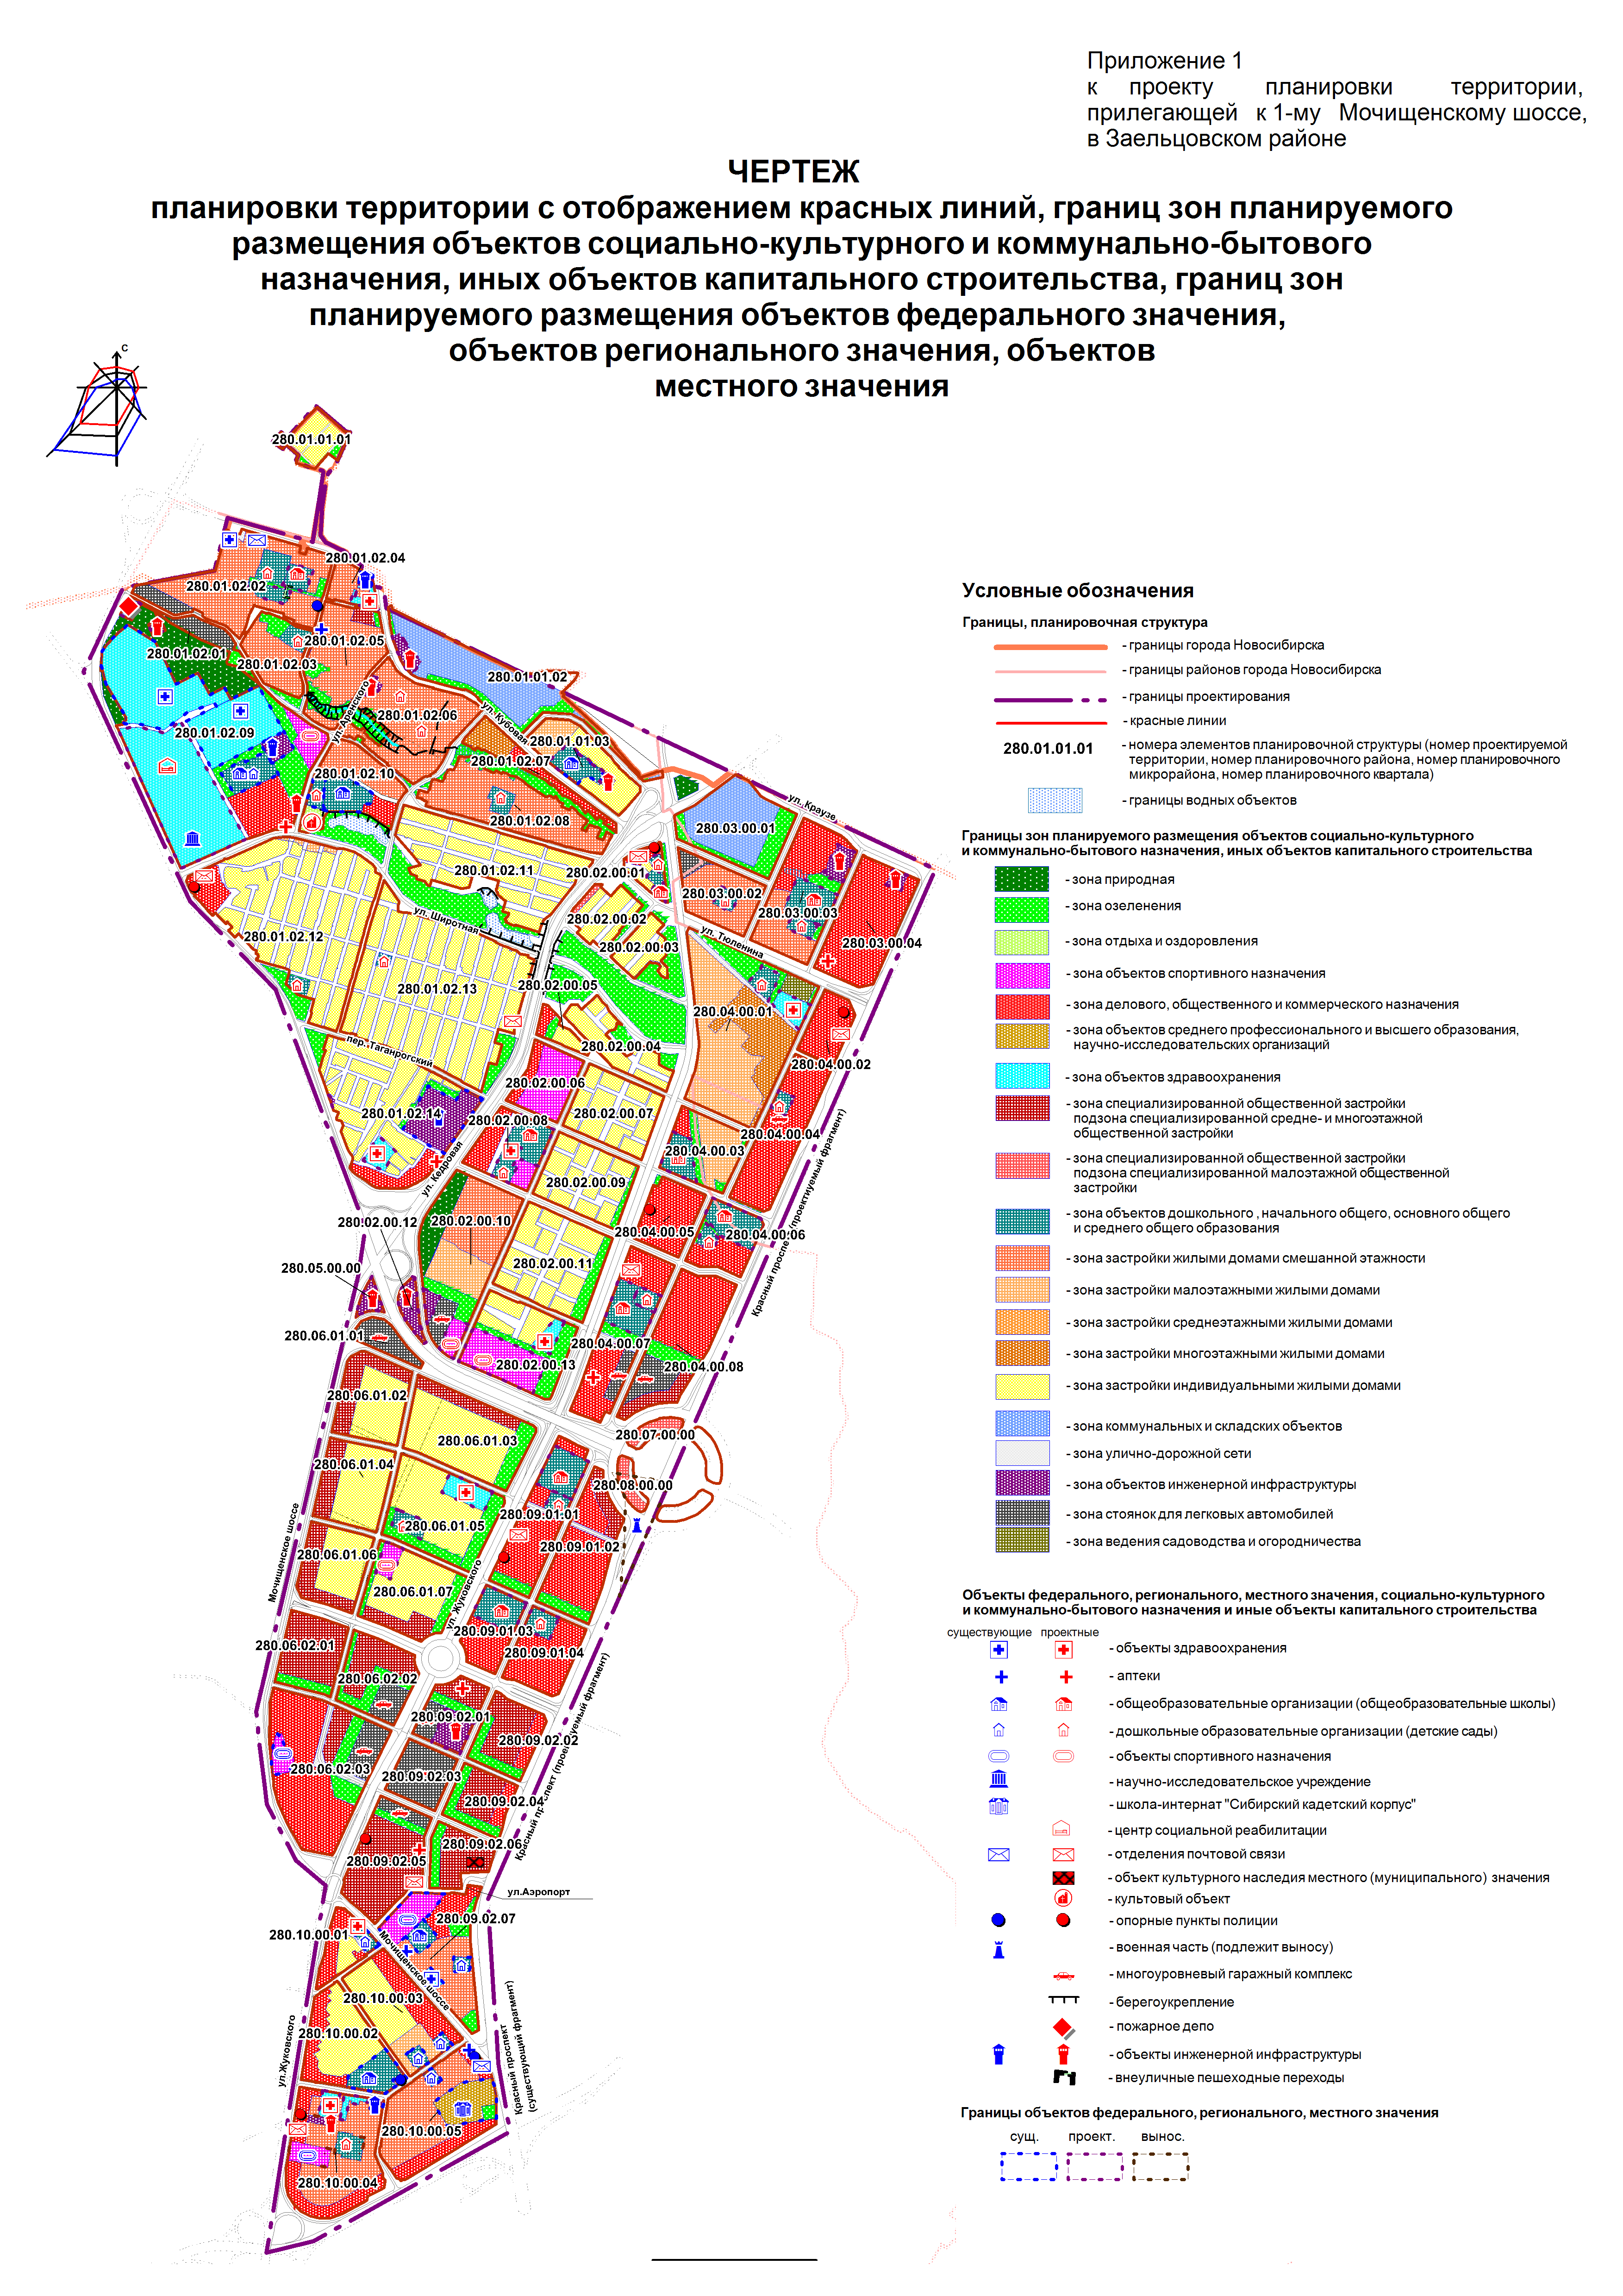 Приложение 1
к проекту планировки территории,
прилегающей к 1-му Мочищенскому шоссе,
в Заельцовском районе
ЧЕРТЕЖ
планировки территории с отображением красных линий, границ зон планируемого
размещения объектов социально-культурного и коммунально-бытового
назначения, иных объектов капитального строительства, границ зон
планируемого размещения объектов федерального значения,
объектов регионального значения, объектов
местного значения
С
280.01.01.01
280.01.02.04
280.01.02.02
280.01.02.05
280.01.02.01
280.01.02.03
280.01.01.02
ул. Аренского
280.01.02.06
ул. Кубовая
280.01.02.09
280.01.01.03
280.01.02.07
280.01.02.10
ул. Краузе
280.01.02.08
280.03.00.01
280.01.02.11
280.02.00.01
280.03.00.02
280.03.00.03
ул. Широтная
280.02.00.02
280.01.02.12
280.02.00.03
ул. Тюленина
280.03.00.04
280.01.02.13
280.02.00.05
280.04.00.01
пер. Таганрогский
280.02.00.04
280.04.00.02
280.02.00.06
280.01.02.14
280.02.00.07
280.02.00.08
280.04.00.04
280.04.00.03
ул. Кедровая
280.02.00.09
280.02.00.12
280.02.00.10
280.04.00.05
280.04.00.06
Красный проспект (проектируемый фрагмент)
280.05.00.00
280.02.00.11
280.06.01.01
280.04.00.07
280.02.00.13
280.04.00.08
280.06.01.02
280.06.01.03
280.07.00.00
280.06.01.04
280.08.00.00
280.09.01.01
280.06.01.05
Мочищенское шоссе
280.09.01.02
280.06.01.06
280.06.01.07
ул. Жуковского
280.09.01.03
280.06.02.01
280.09.01.04
280.06.02.02
280.09.02.01
280.09.02.02
280.06.02.03
280.09.02.03
280.09.02.04
Красный проспект (проектируемый фрагмент)
280.09.02.06
280.09.02.05
ул.Аэропорт
280.09.02.07
280.10.00.01
Мочищенское шоссе
280.10.00.03
280.10.00.02
ул.Жуковского
Красный проспект
(существующий фрагмент)
280.10.00.05
280.10.00.04
Условные обозначения
Границы, планировочная структура
- границы города Новосибирска
- границы районов города Новосибирска
- границы проектирования
- красные линии
280.01.01.01 - номера элементов планировочной структуры (номер проектируемой
территории, номер планировочного района, номер планировочного
микрорайона, номер планировочного квартала)
- границы водных объектов
Границы зон планируемого размещения объектов социально-культурного
и коммунально-бытового назначения, иных объектов капитального строительства
- зона природная
- зона озеленения
- зона отдыха и оздоровления
- зона объектов спортивного назначения
- зона делового, общественного и коммерческого назначения
- зона объектов среднего профессионального и высшего образования,
научно-исследовательских организаций
- зона объектов здравоохранения
- зона специализированной общественной застройки
подзона специализированной средне- и многоэтажной
общественной застройки
- зона специализированной общественной застройки
подзона специализированной малоэтажной общественной
застройки
- зона объектов дошкольного , начального общего, основного общего
и среднего общего образования
- зона застройки жилыми домами смешанной этажности
- зона застройки малоэтажными жилыми домами
- зона застройки среднеэтажными жилыми домами
- зона застройки многоэтажными жилыми домами
- зона застройки индивидуальными жилыми домами
- зона коммунальных и складских объектов
- зона улично-дорожной сети
- зона объектов инженерной инфраструктуры
- зона стоянок для легковых автомобилей
- зона ведения садоводства и огородничества
Объекты федерального, регионального, местного значения, социально-культурного
и коммунально-бытового назначения и иные объекты капитального строительства
существующие проектные
- объекты здравоохранения
- аптеки
- общеобразовательные организации (общеобразовательные школы)
- дошкольные образовательные организации (детские сады)
- объекты спортивного назначения
- научно-исследовательское учреждение
- школа-интернат "Сибирский кадетский корпус"
- центр социальной реабилитации
- отделения почтовой связи
- объект культурного наследия местного (муниципального) значения
- культовый объект
- опорные пункты полиции
- военная часть (подлежит выносу)
- многоуровневый гаражный комплекс
- берегоукрепление
- пожарное депо
- объекты инженерной инфраструктуры
- внеуличные пешеходные переходы
Границы объектов федерального, регионального, местного значения
сущ. проект. вынос.